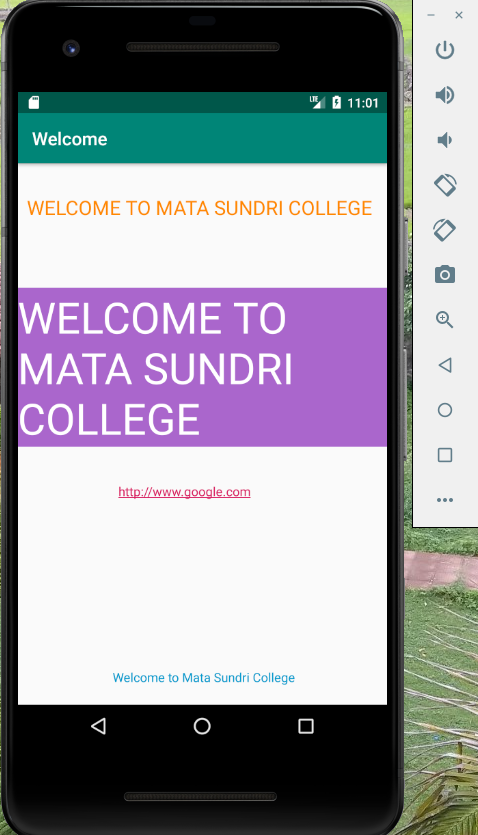 LTE 11:01
Welcome
WELCOME TO MATA SUNDRI COLLEGE
WELCOME TO
MATA SUNDRI
COLLEGE
http://www.google.com
Welcome to Mata Sundri College